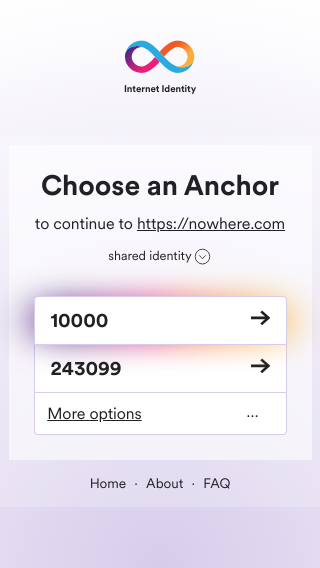 Internet Identity
Choose an Anchor
to continue to https://nowhere.com
shared identity
10000
243099
More options ...
Home · About · FAQ